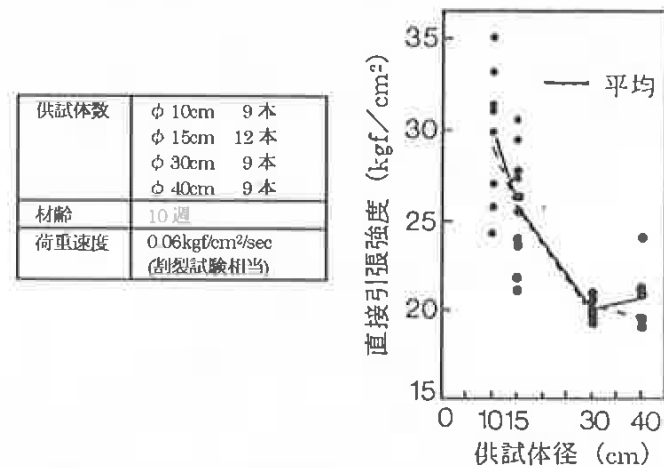 供試体数 φ 10cm 9 本
φ 15cm 12 本
φ 30cm 9 本
φ 40cm 9 本
材齢 10 週
荷重速度 0.06kgf/cm²/sec
(割裂試験相当)
直接引張強度 (kgf/cm²)
35
30
25
20
15
平均
0 10 15 30 40
供試体径 (cm)